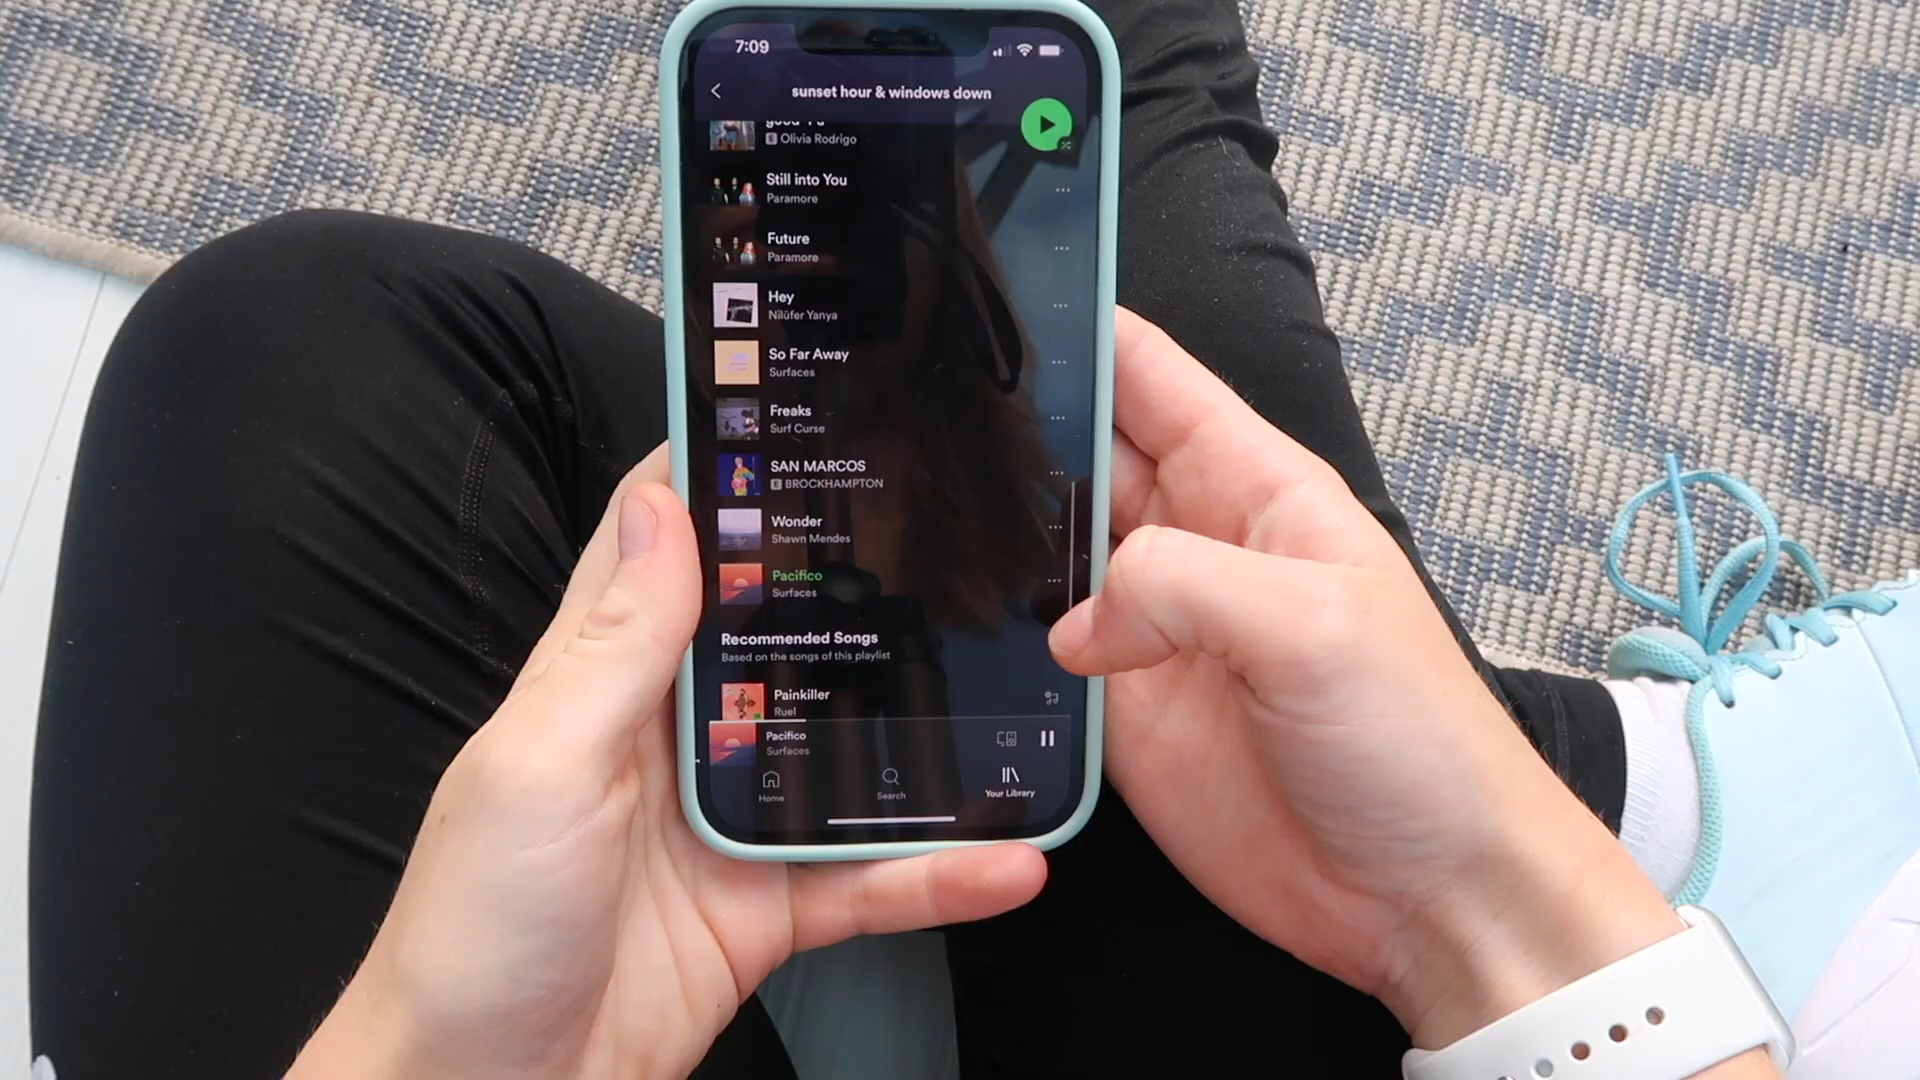 7:09
sunset hour & windows down
good 4 u
E Olivia Rodrigo
Still into You
Paramore
Future
Paramore
Hey
Nilüfer Yanya
So Far Away
Surfaces
Freaks
Surf Curse
SAN MARCOS
E BROCKHAMPTON
Wonder
Shawn Mendes
Pacifico
Surfaces
Recommended Songs
Based on the songs of this playlist
Painkiller
Ruel
Pacifico
Surfaces
Home
Search
Your Library